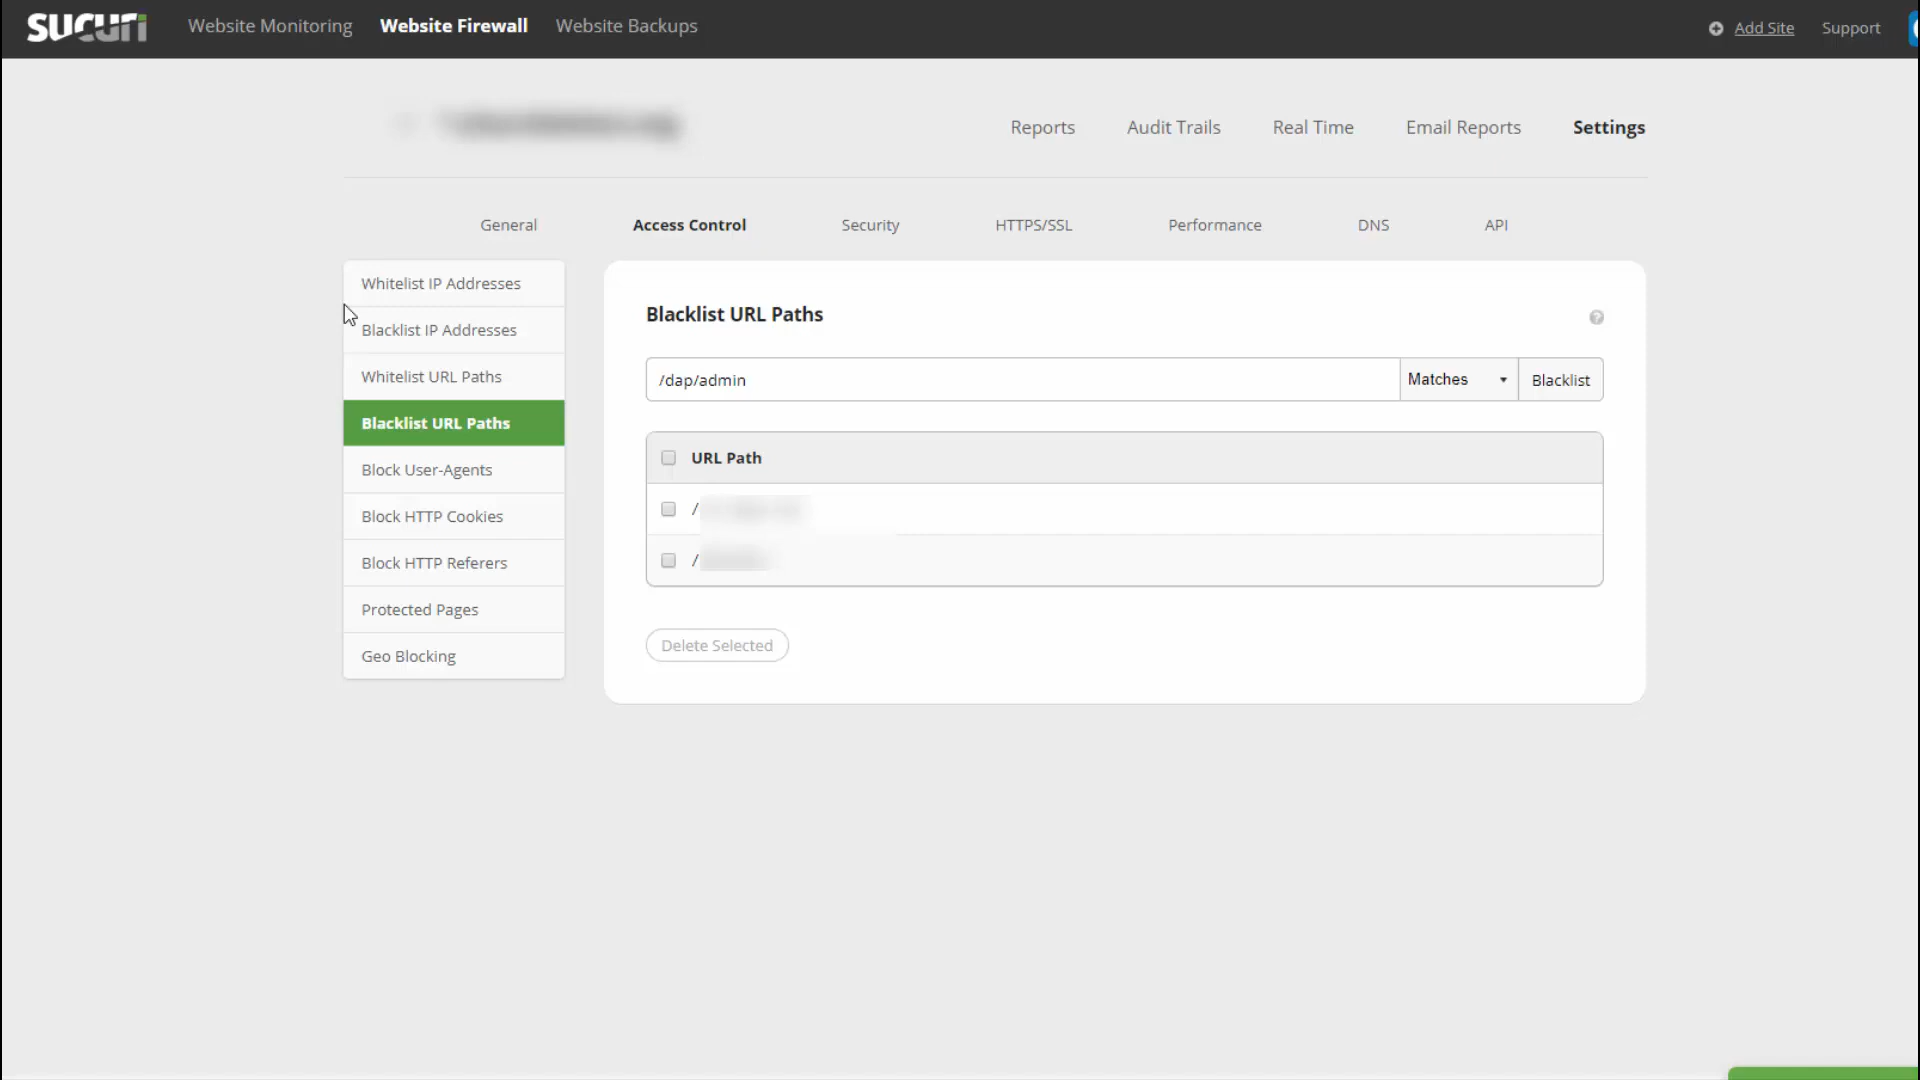 sucuri Website Monitoring Website Firewall Website Backups Add Site Support
Reports Audit Trails Real Time Email Reports Settings
General Access Control Security HTTPS/SSL Performance DNS API
Whitelist IP Addresses
Blacklist IP Addresses
Whitelist URL Paths
Blacklist URL Paths
Block User-Agents
Block HTTP Cookies
Block HTTP Referers
Protected Pages
Geo Blocking
Blacklist URL Paths
/dap/admin Matches Blacklist
URL Path
/
/
Delete Selected